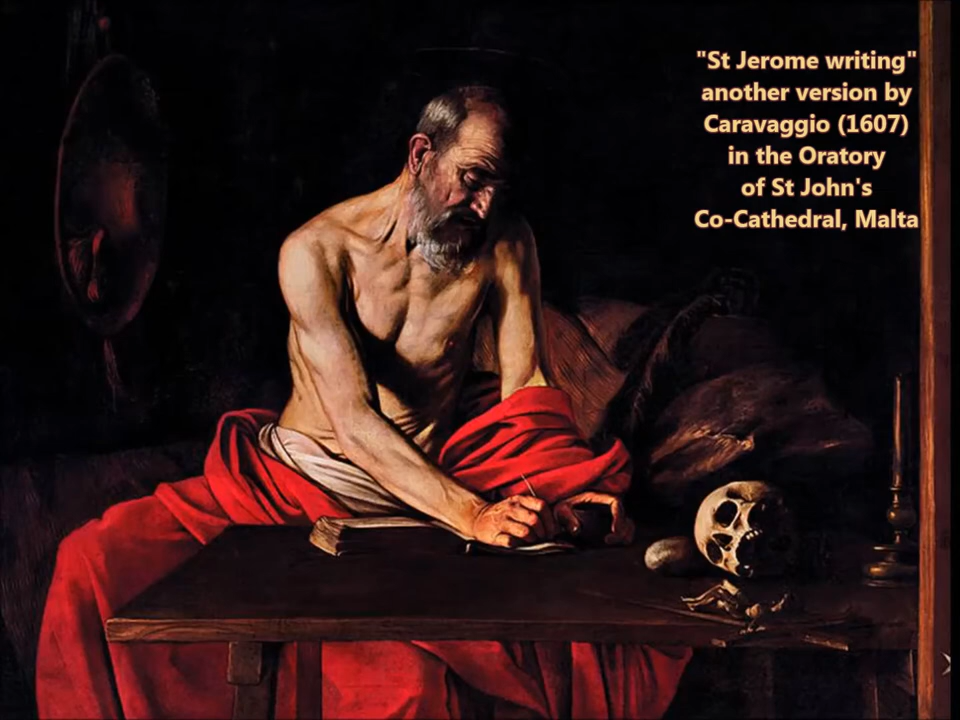 "St Jerome writing"
another version by
Caravaggio (1607)
in the Oratory
of St John's
Co-Cathedral, Malta